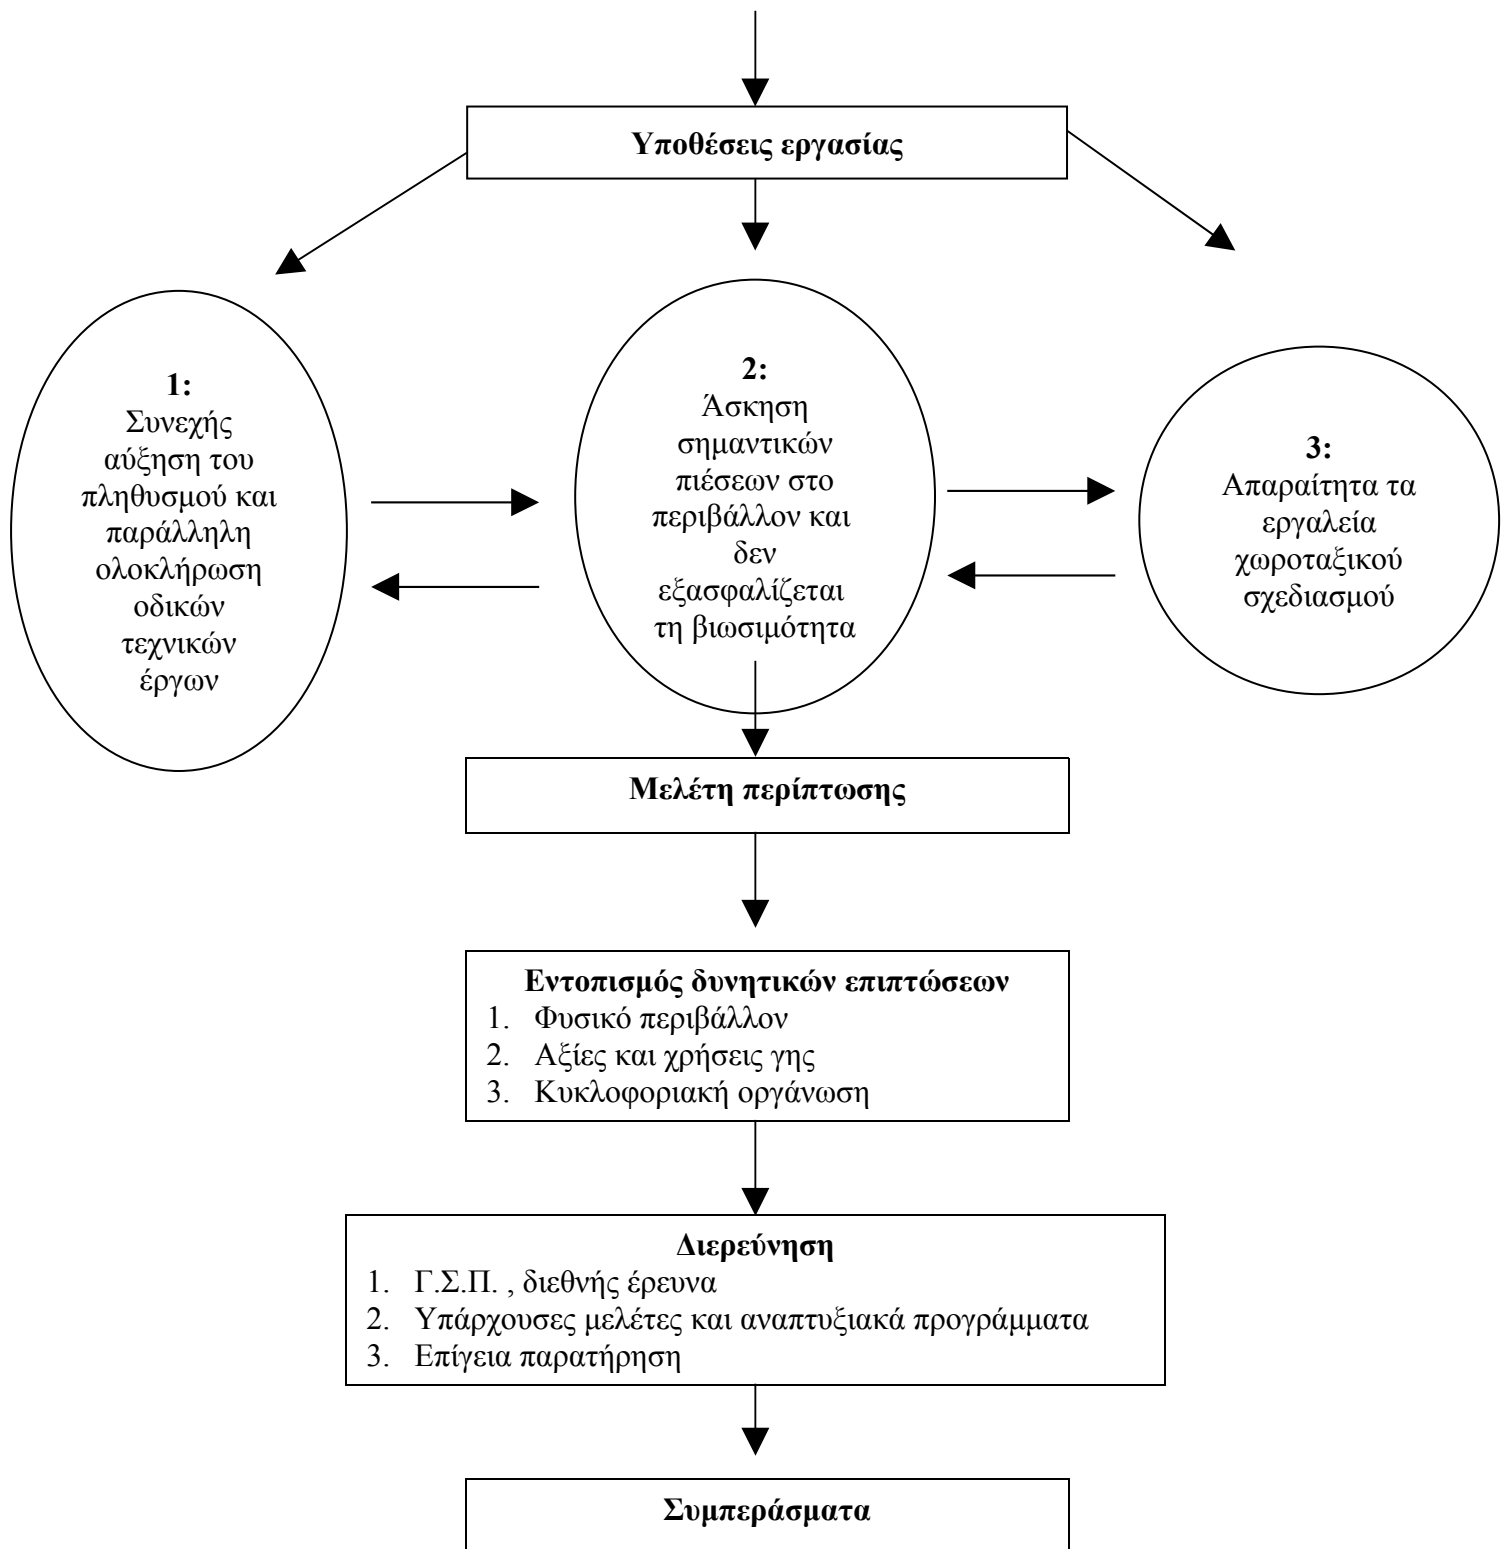 Υποθέσεις εργασίας
1:
Συνεχής
αύξηση του
πληθυσμού και
παράλληλη
ολοκλήρωση
οδικών
τεχνικών
έργων
2:
Άσκηση
σημαντικών
πιέσεων στο
περιβάλλον και
δεν
εξασφαλίζεται
τη βιωσιμότητα
3:
Απαραίτητα τα
εργαλεία
χωροταξικού
σχεδιασμού
Μελέτη περίπτωσης
Εντοπισμός δυνητικών επιπτώσεων
1. Φυσικό περιβάλλον
2. Αξίες και χρήσεις γης
3. Κυκλοφοριακή οργάνωση
Διερεύνηση
1. Γ.Σ.Π. , διεθνής έρευνα
2. Υπάρχουσες μελέτες και αναπτυξιακά προγράμματα
3. Επίγεια παρατήρηση
Συμπεράσματα